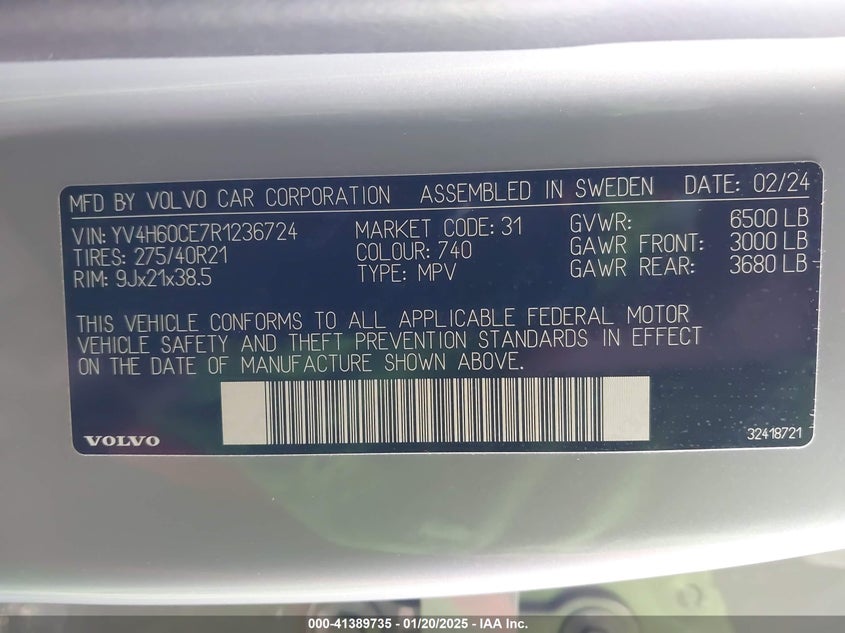 MFD BY VOLVO CAR CORPORATION ASSEMBLED IN SWEDEN DATE: 02/24
VIN: YV4H60CE7R1236724 MARKET CODE: 31 GVWR: 6500 LB
TIRES: 275/40R21 COLOUR: 740 GAWR FRONT: 3000 LB
RIM: 9Jx21x38.5 TYPE: MPV GAWR REAR: 3680 LB
THIS VEHICLE CONFORMS TO ALL APPLICABLE FEDERAL MOTOR
VEHICLE SAFETY AND THEFT PREVENTION STANDARDS IN EFFECT
ON THE DATE OF MANUFACTURE SHOWN ABOVE.
VOLVO 32418721
000-41389735 - 01/20/2025 - IAA Inc.